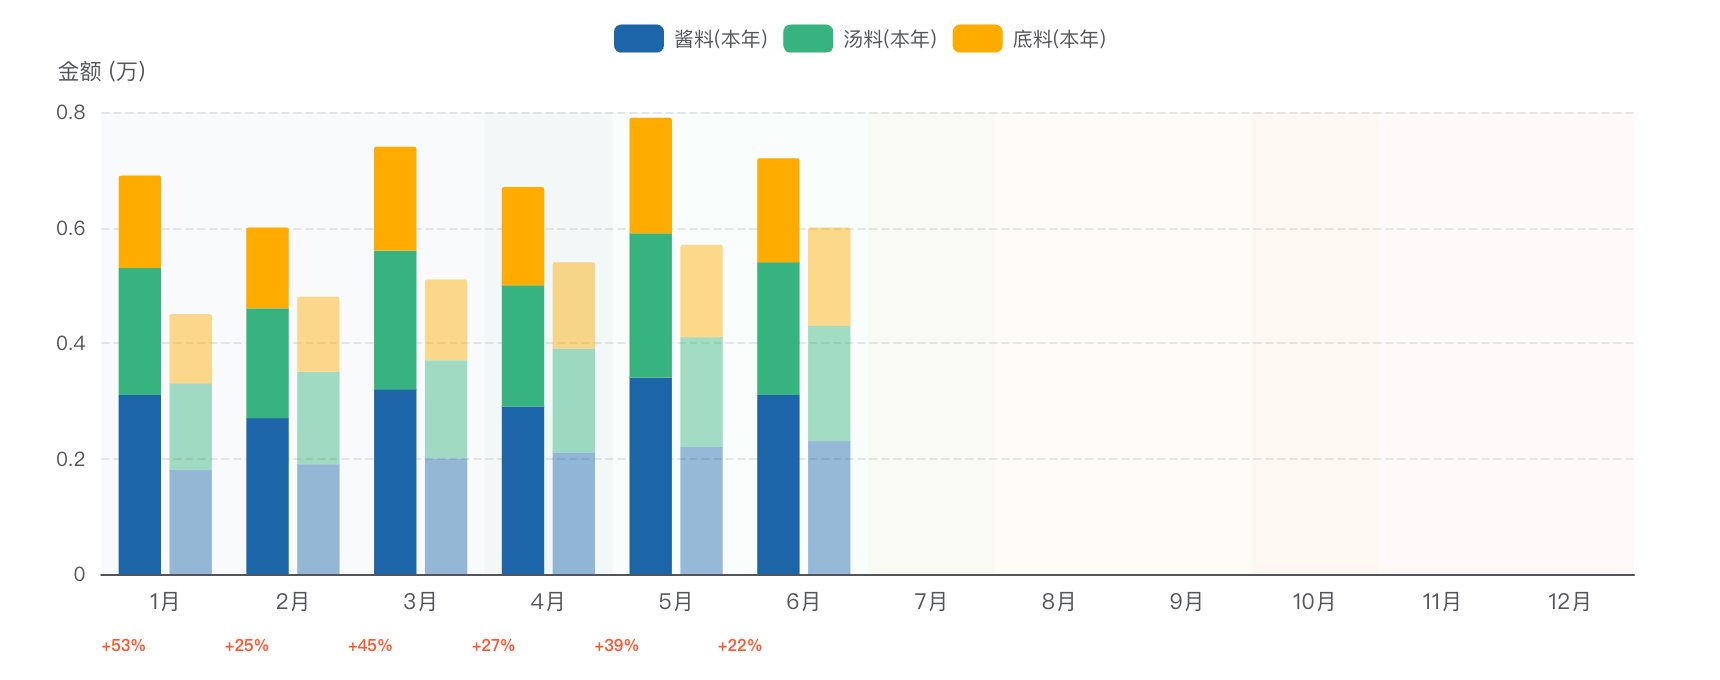 酱料(本年) 汤料(本年) 底料(本年)
金额 (万)
0.8
0.6
0.4
0.2
0
1月 2月 3月 4月 5月 6月 7月 8月 9月 10月 11月 12月
+53% +25% +45% +27% +39% +22%